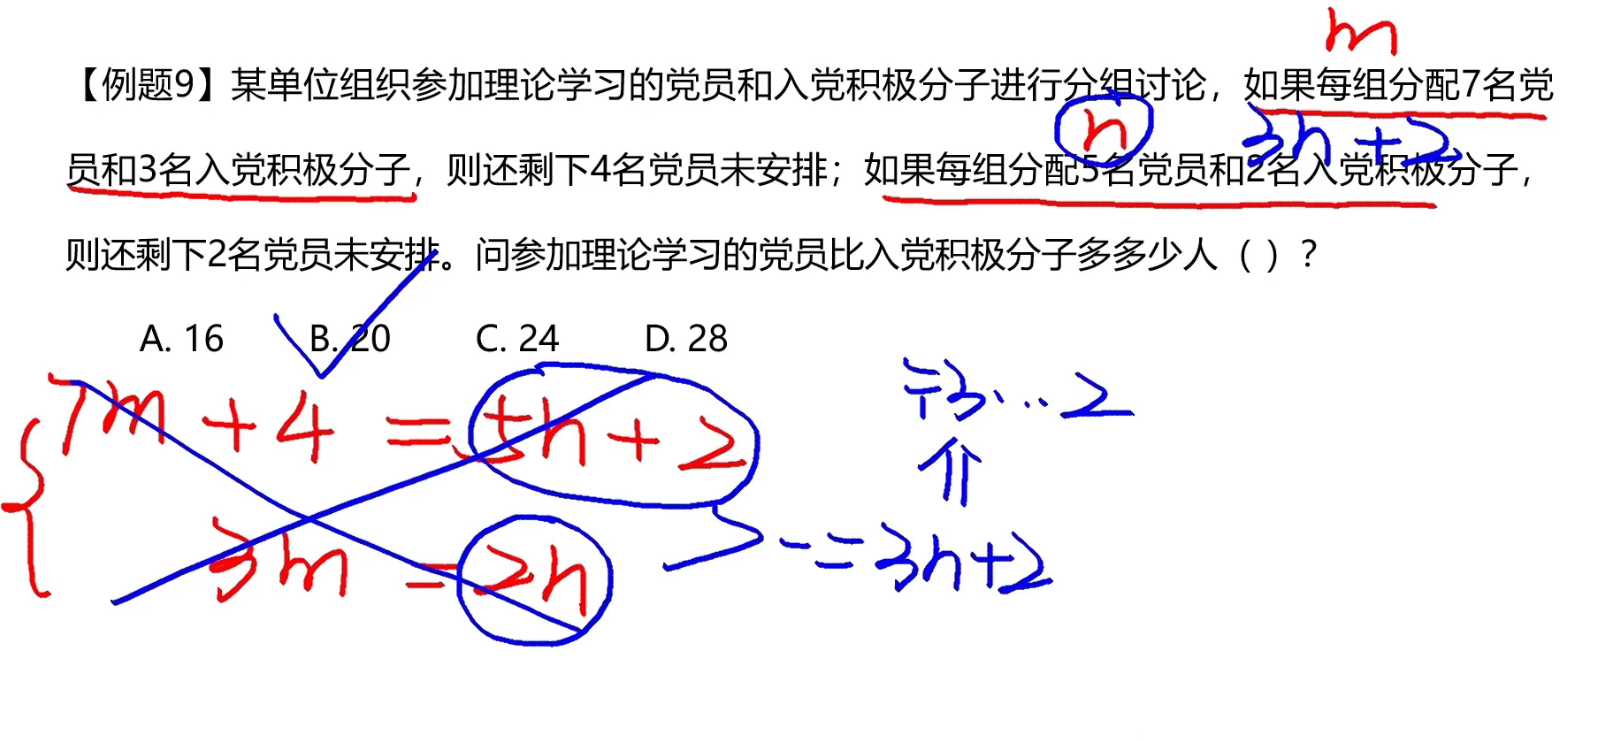 m
【例题9】某单位组织参加理论学习的党员和入党积极分子进行分组讨论，如果每组分配7名党
n 3n+2
员和3名入党积极分子，则还剩下4名党员未安排；如果每组分配5名党员和2名入党积极分子，
则还剩下2名党员未安排。问参加理论学习的党员比入党积极分子多多少人（ ）？
A. 16 B. 20 C. 24 D. 28
7m+4=5n+2
÷3...2
3m=2n
-=3n+2